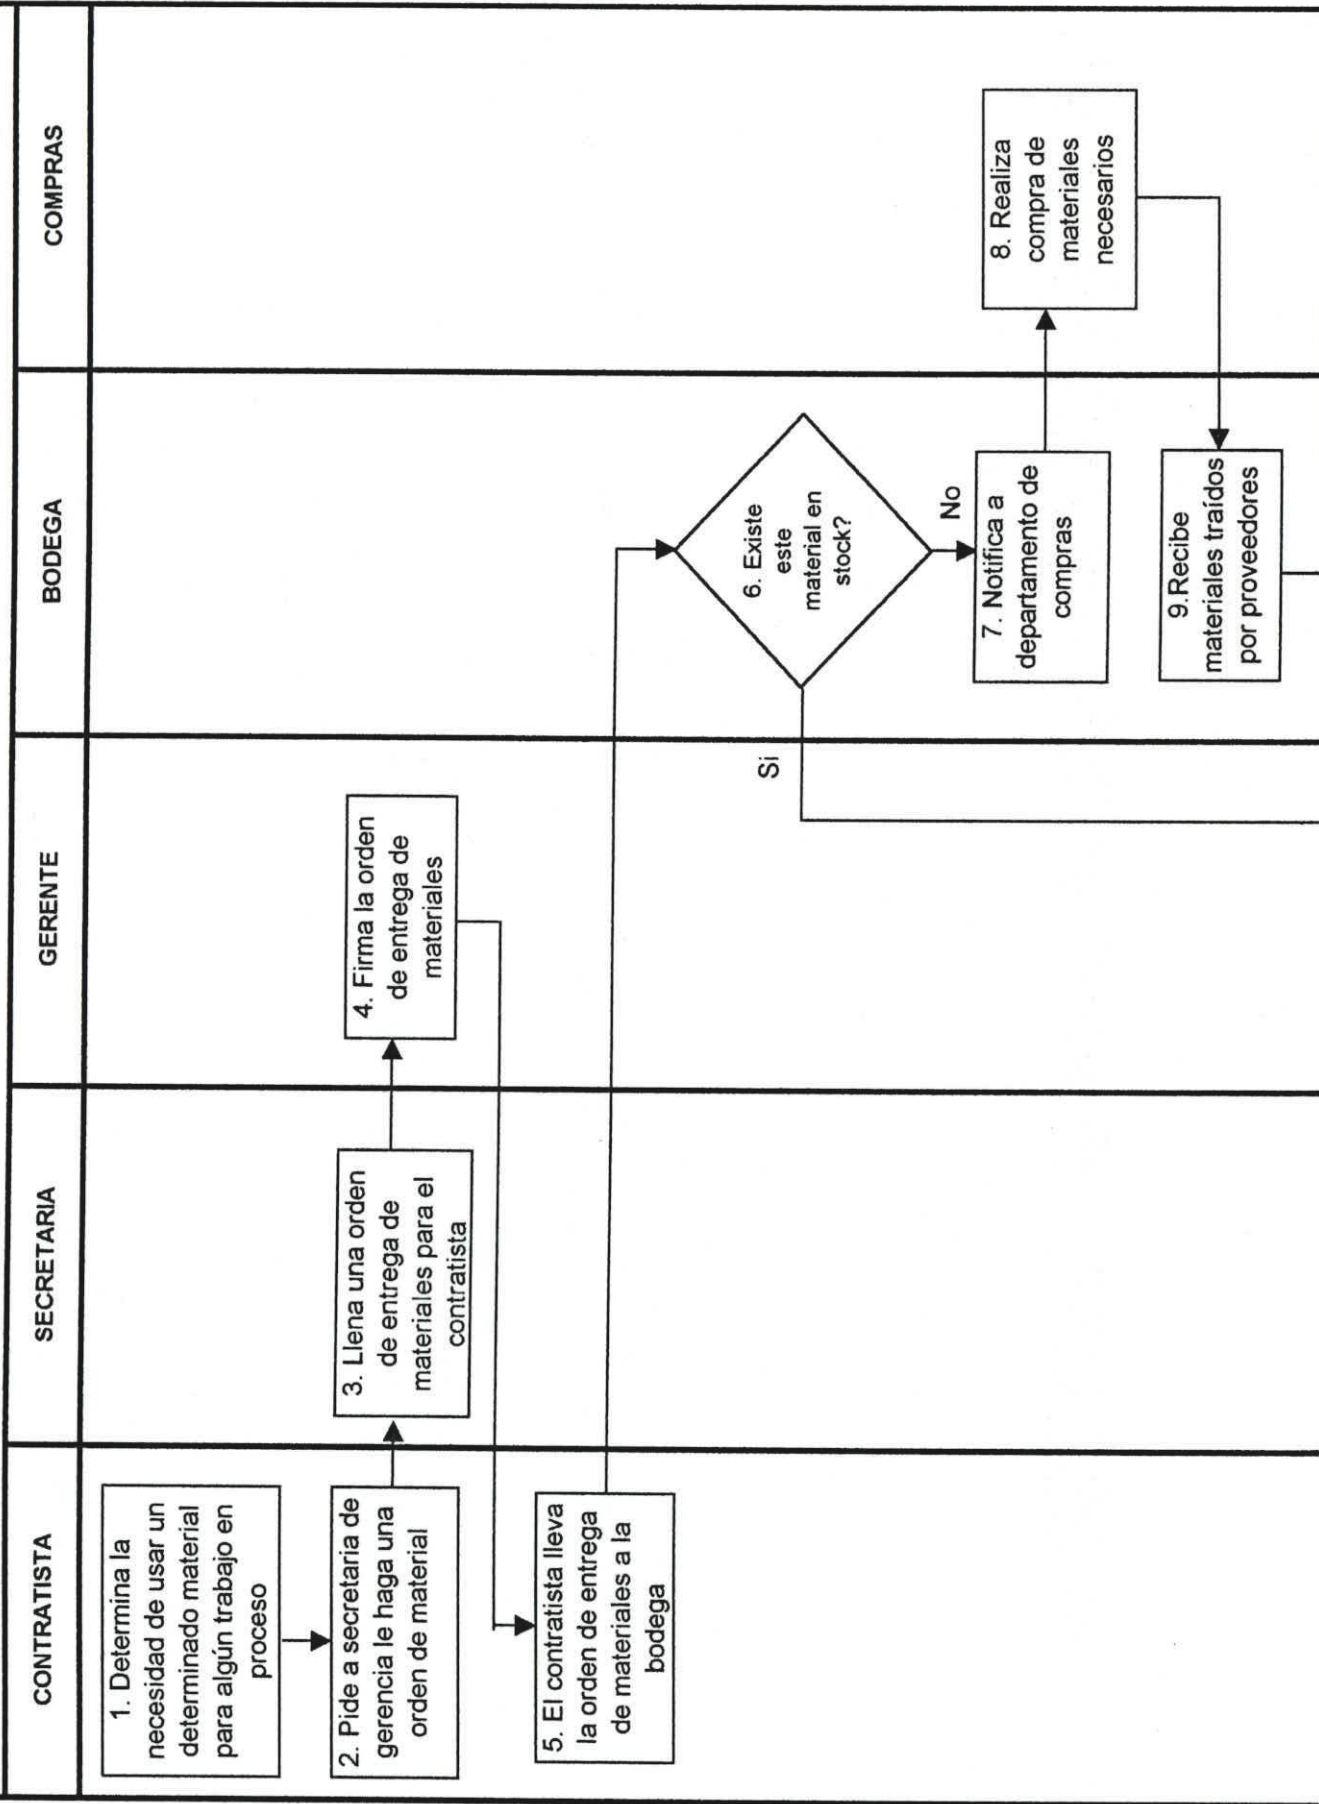 CONTRATISTA
SECRETARIA
GERENTE
BODEGA
COMPRAS
1. Determina la
necesidad de usar un
determinado material
para algún trabajo en
proceso
2. Pide a secretaria de
gerencia le haga una
orden de material
3. Llena una orden
de entrega de
materiales para el
contratista
4. Firma la orden
de entrega de
materiales
5. El contratista lleva
la orden de entrega
de materiales a la
bodega
6. Existe
este
material en
stock?
Si
No
7. Notifica a
departamento de
compras
8. Realiza
compra de
materiales
necesarios
9.Recibe
materiales traídos
por proveedores